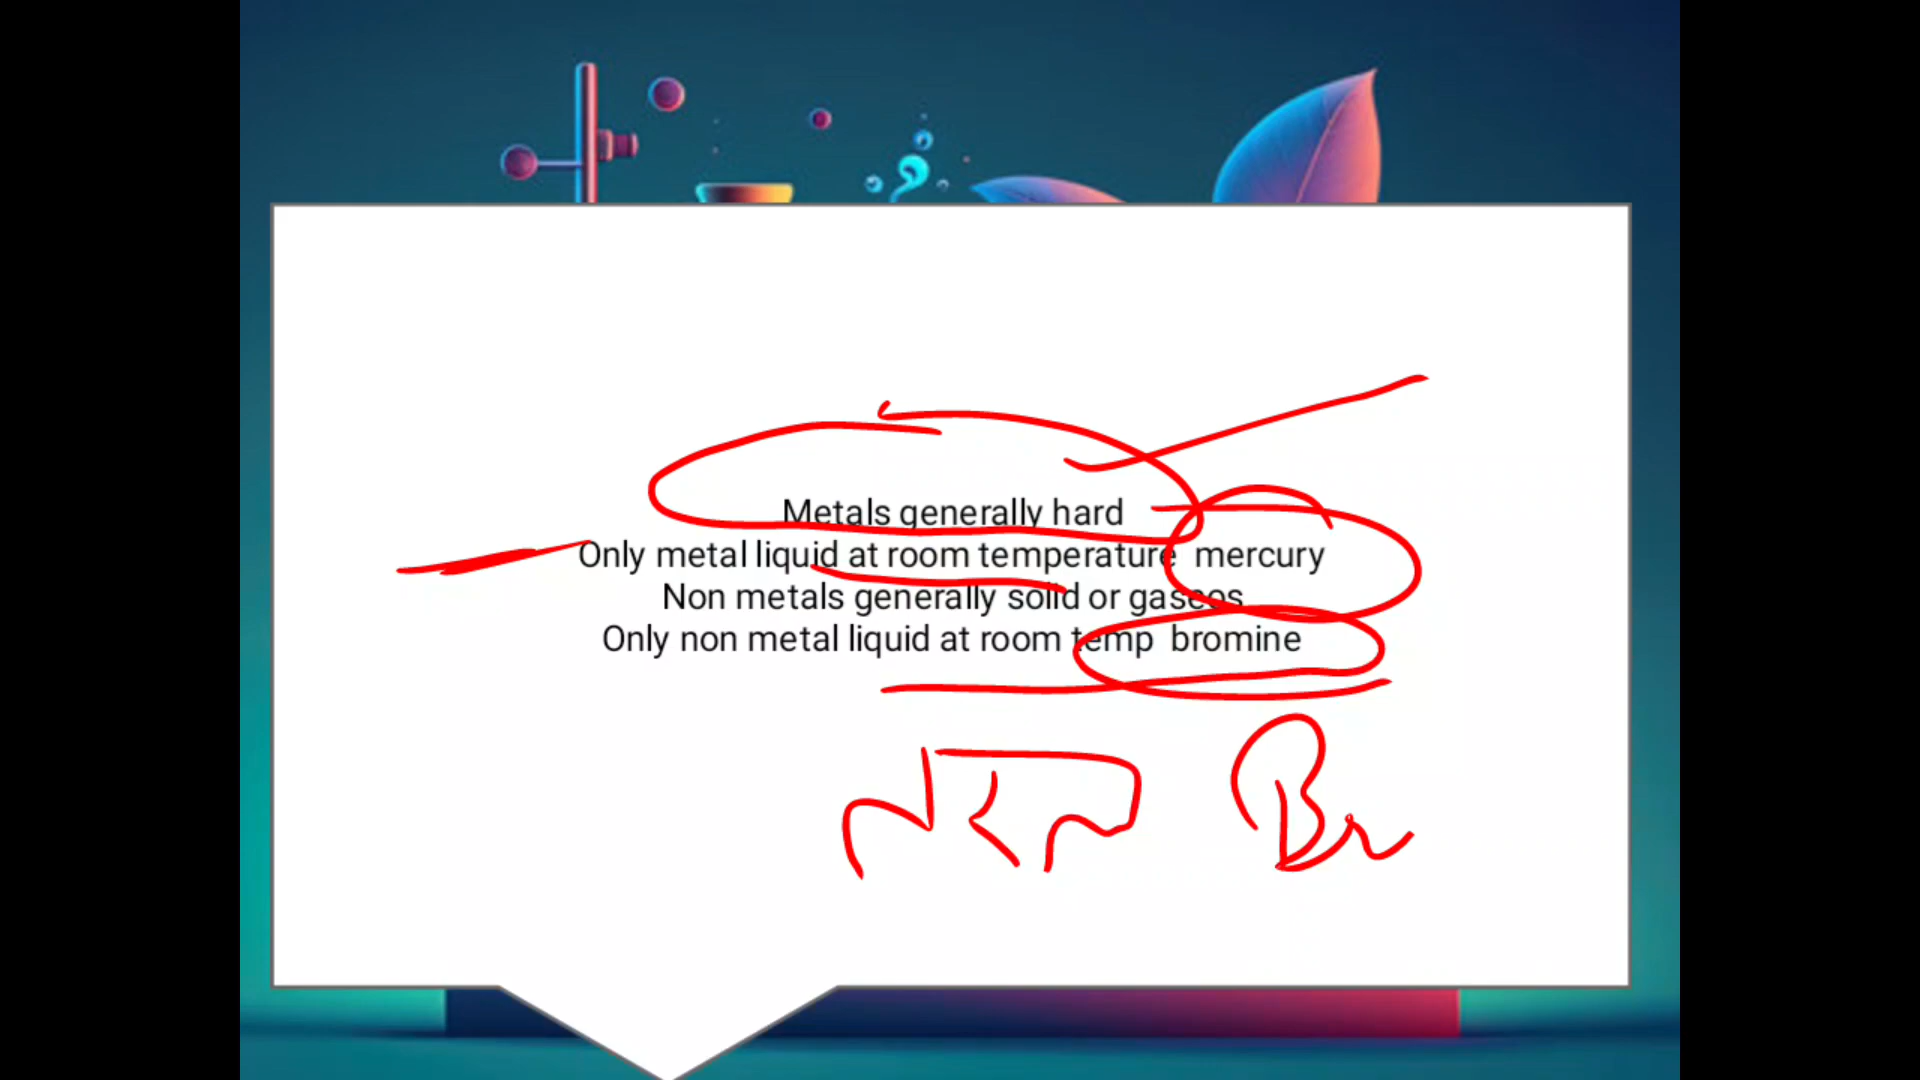 Metals generally hard
Only metal liquid at room temperature mercury
Non metals generally solid or gaseos
Only non metal liquid at room temp bromine
नरम Br